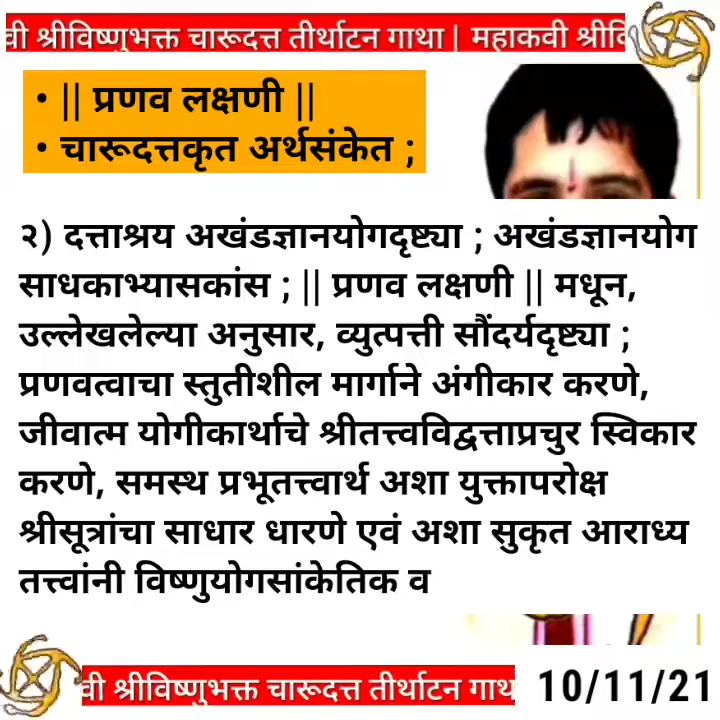 वी श्रीविष्णुभक्त चारूदत्त तीर्थाटन गाथा | महाकवी श्रीवि
• || प्रणव लक्षणी ||
• चारूदत्तकृत अर्थसंकेत ;
२) दत्ताश्रय अखंडज्ञानयोगदृष्ट्या ; अखंडज्ञानयोग
साधकाभ्यासकांस ; || प्रणव लक्षणी || मधून,
उल्लेखलेल्या अनुसार, व्युत्पत्ती सौंदर्यदृष्ट्या ;
प्रणवत्वाचा स्तुतीशील मार्गाने अंगीकार करणे,
जीवात्म योगीकार्थाचे श्रीतत्त्वविद्वत्ताप्रचुर स्विकार
करणे, समस्थ प्रभूतत्त्वार्थ अशा युक्तापरोक्ष
श्रीसूत्रांचा साधार धारणे एवं अशा सुकृत आराध्य
तत्त्वांनी विष्णुयोगसांकेतिक व
वी श्रीविष्णुभक्त चारूदत्त तीर्थाटन गाथ
10/11/21